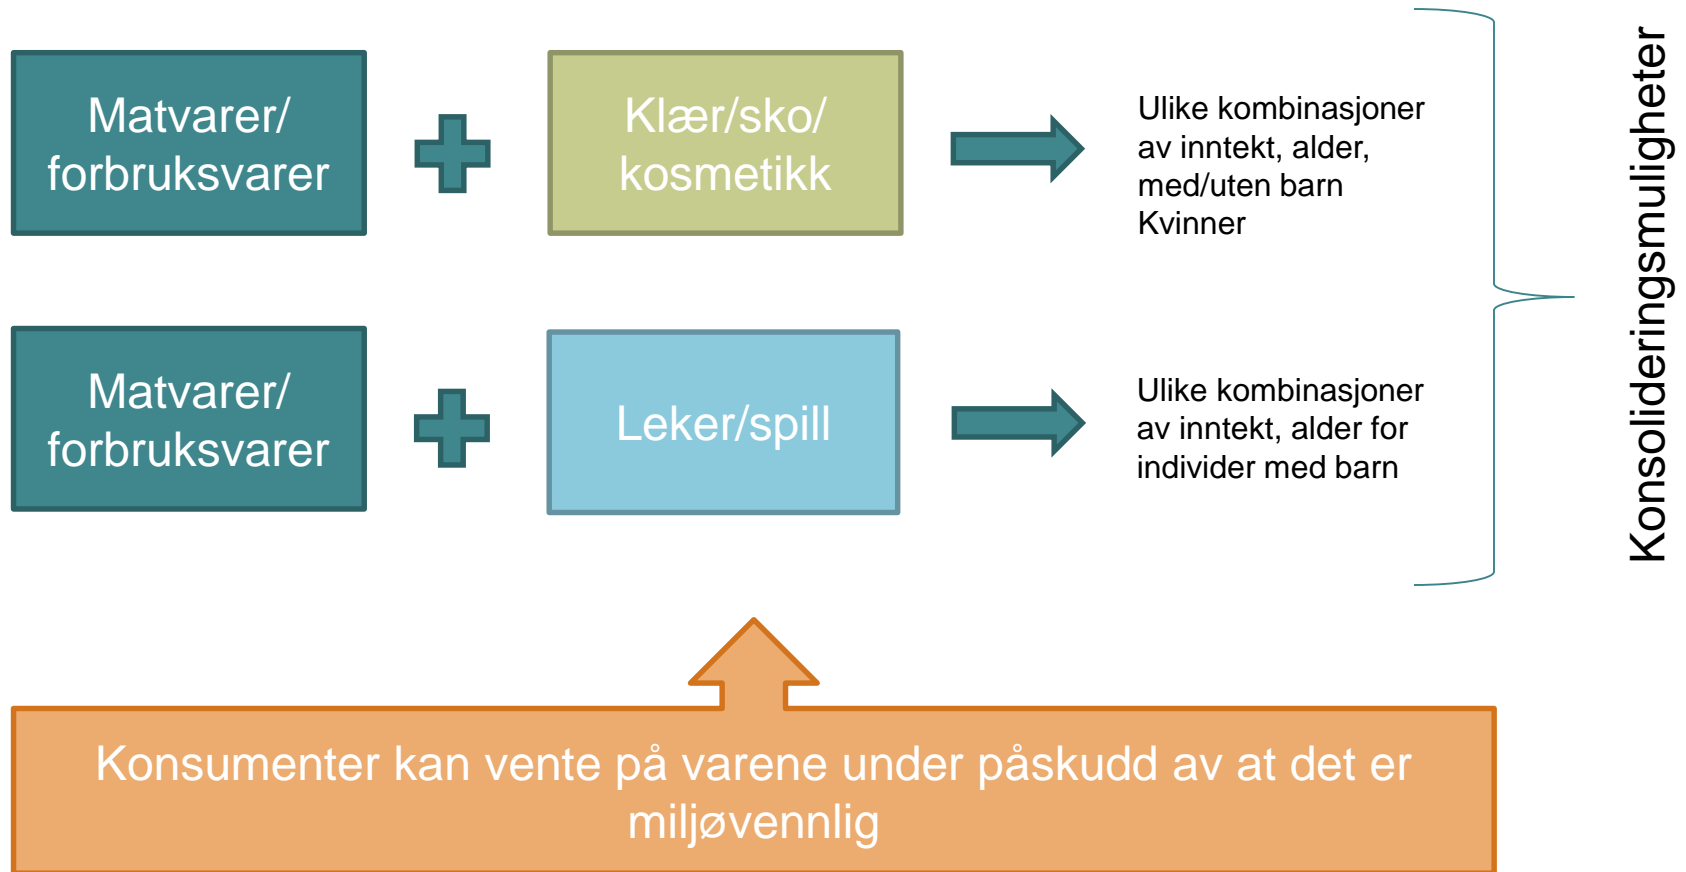 Matvarer/
forbruksvarer
Klær/sko/
kosmetikk
Ulike kombinasjoner
av inntekt, alder,
med/uten barn
Kvinner
Matvarer/
forbruksvarer
Leker/spill
Ulike kombinasjoner
av inntekt, alder for
individer med barn
Konsolideringsmuligheter
Konsumenter kan vente på varene under påskudd av at det er
miljøvennlig